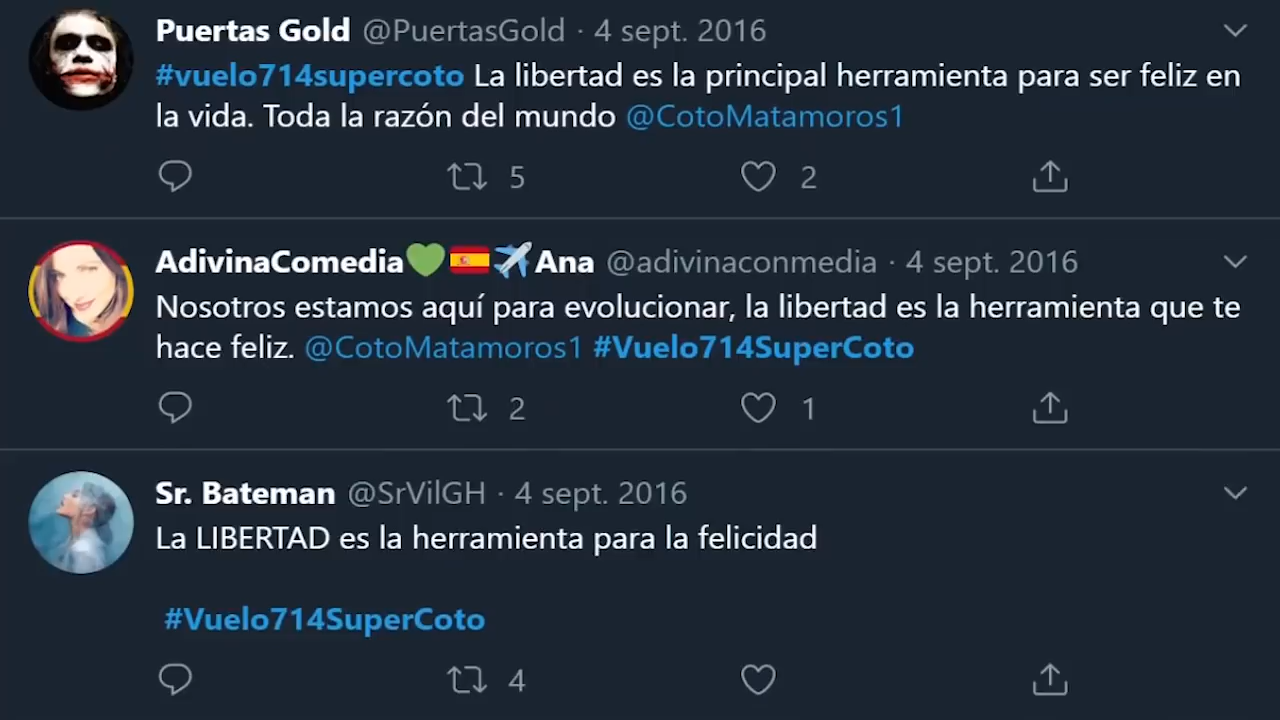 Puertas Gold @PuertasGold · 4 sept. 2016
#vuelo714supercoto La libertad es la principal herramienta para ser feliz en
la vida. Toda la razón del mundo @CotoMatamoros1
5 2
AdivinaComedia💚🇪🇸✈️Ana @adivinaconmedia · 4 sept. 2016
Nosotros estamos aquí para evolucionar, la libertad es la herramienta que te
hace feliz. @CotoMatamoros1 #Vuelo714SuperCoto
2 1
Sr. Bateman @SrVilGH · 4 sept. 2016
La LIBERTAD es la herramienta para la felicidad
#Vuelo714SuperCoto
4